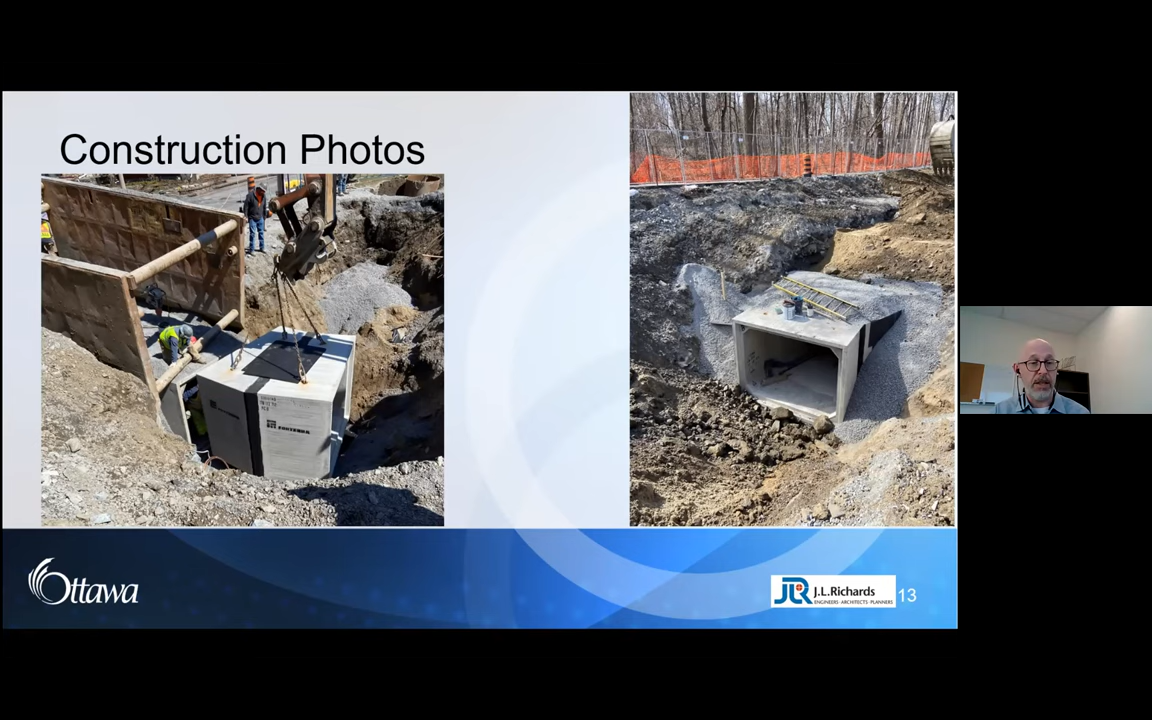 Construction Photos
Ottawa
J.L.Richards
ENGINEERS · ARCHITECTS · PLANNERS
13